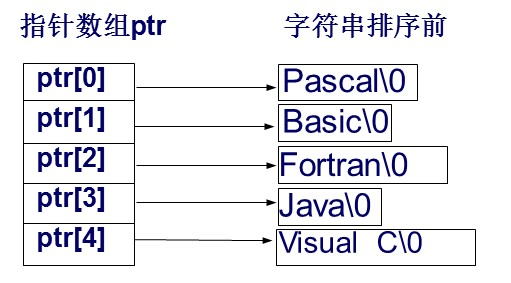 指针数组ptr 字符串排序前
ptr[0] Pascal\0
ptr[1] Basic\0
ptr[2] Fortran\0
ptr[3] Java\0
ptr[4] Visual  C\0